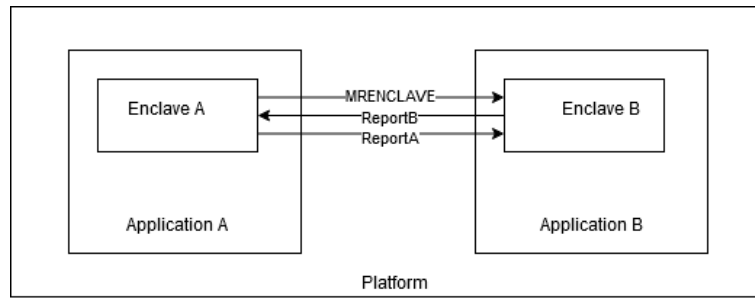 Enclave A
MRENCLAVE
Enclave B
ReportB
ReportA
Application A
Application B
Platform